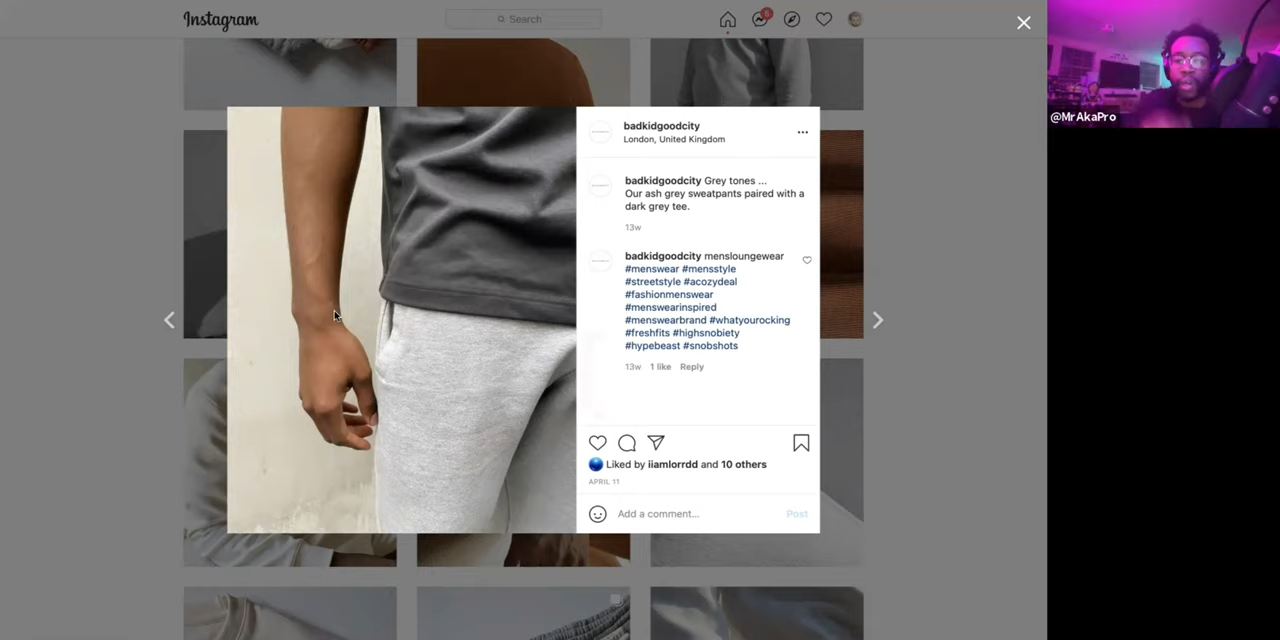 Instagram
Search
6
@MrAkaPro
badkidgoodcity
London, United Kingdom
badkidgoodcity Grey tones ...
Our ash grey sweatpants paired with a
dark grey tee.
13w
badkidgoodcity mensloungewear
#menswear #mensstyle
#streetstyle #acozydeal
#fashionmenswear
#menswearinspired
#menswearbrand #whatyourocking
#freshfits #highsnobiety
#hypebeast #snobshots
13w 1 like Reply
Liked by iiamlorrdd and 10 others
APRIL 11
Add a comment... Post